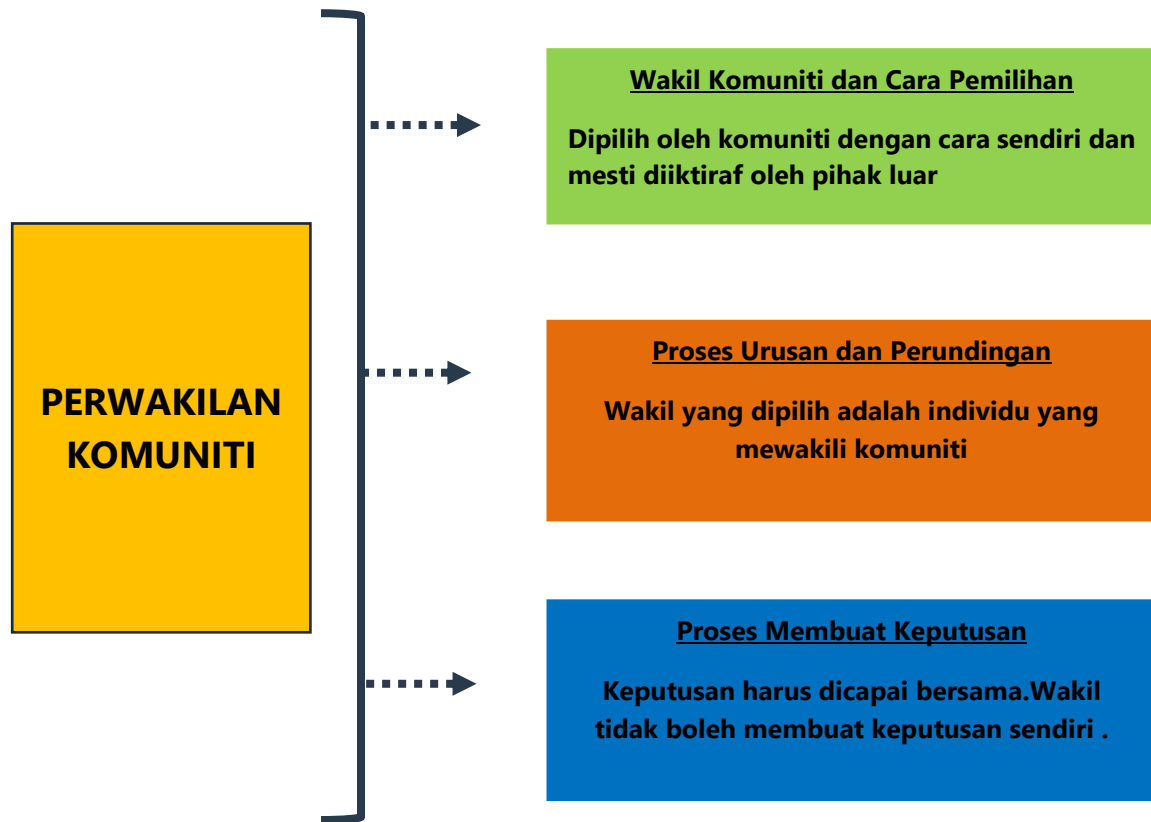 PERWAKILAN
KOMUNITI
Wakil Komuniti dan Cara Pemilihan
Dipilih oleh komuniti dengan cara sendiri dan
mesti diiktiraf oleh pihak luar
Proses Urusan dan Perundingan
Wakil yang dipilih adalah individu yang
mewakili komuniti
Proses Membuat Keputusan
Keputusan harus dicapai bersama.Wakil
tidak boleh membuat keputusan sendiri .